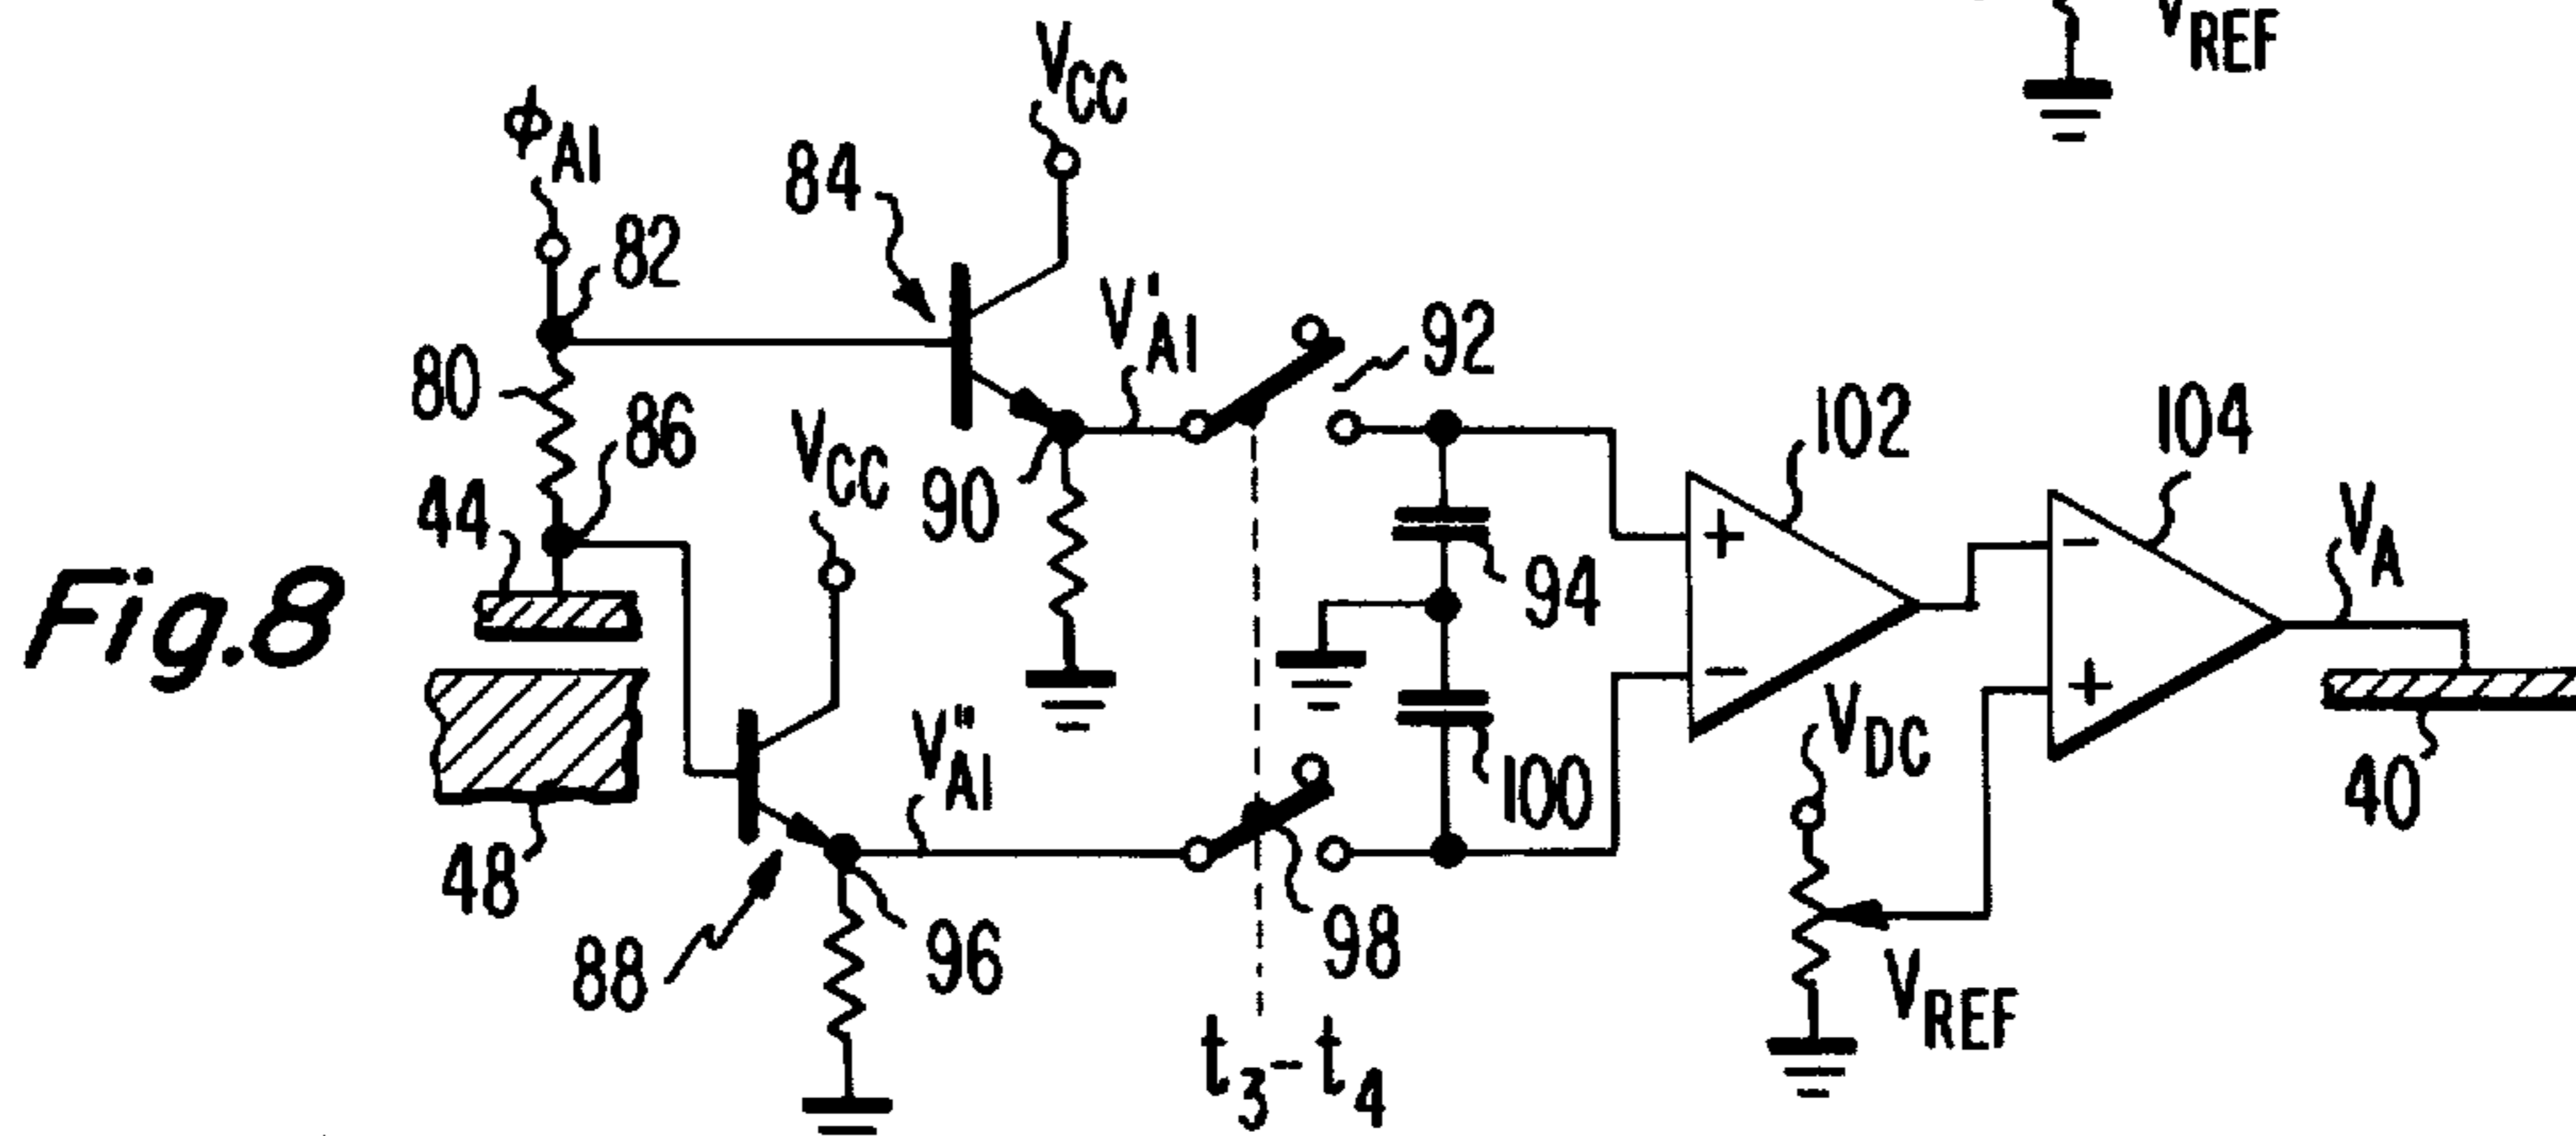 V_REF
V_CC
ϕ_A1
84
82
V'_A1
92
80
86
V_CC
90
102
104
44
V_A
Fig.8
94
V"_A1
100
V_DC
40
48
88
96
98
V_REF
t_3-t_4
+
−
−
+